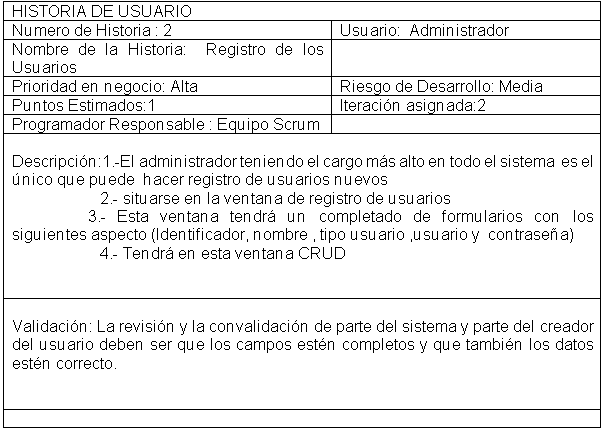 HISTORIA DE USUARIO
Numero de Historia : 2 Usuario: Administrador
Nombre de la Historia: Registro de los
Usuarios
Prioridad en negocio: Alta Riesgo de Desarrollo: Media
Puntos Estimados:1 Iteración asignada:2
Programador Responsable : Equipo Scrum
Descripción:1.-El administrador teniendo el cargo más alto en todo el sistema es el
único que puede hacer registro de usuarios nuevos
2.- situarse en la ventana de registro de usuarios
3.- Esta ventana tendrá un completado de formularios con los
siguientes aspecto (Identificador, nombre ,tipo usuario ,usuario y contraseña)
4.- Tendrá en esta ventana CRUD
Validación: La revisión y la convalidación de parte del sistema y parte del creador
del usuario deben ser que los campos estén completos y que también los datos
estén correcto.